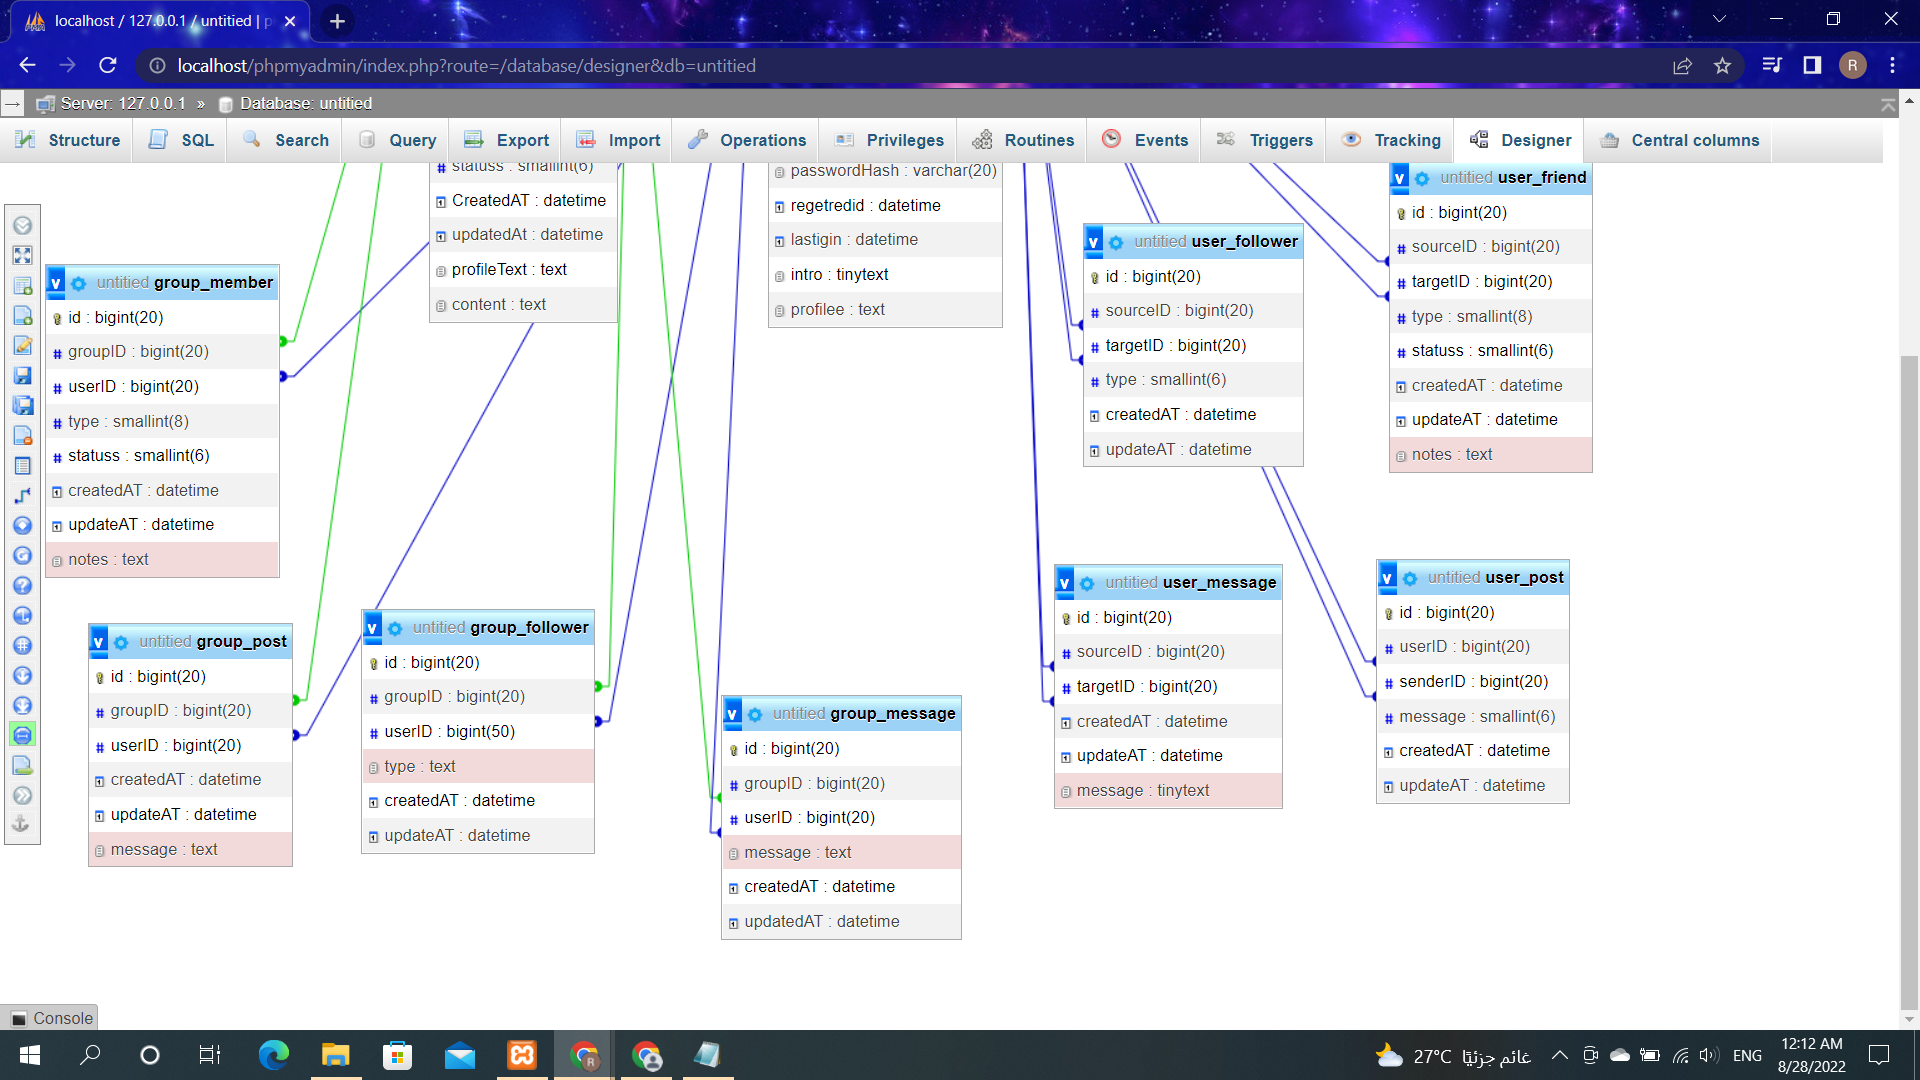 localhost / 127.0.0.1 / untitied | p
localhost/phpmyadmin/index.php?route=/database/designer&db=untitied
R
Server: 127.0.0.1 » Database: untitied
Structure SQL Search Query Export Import Operations Privileges Routines Events Triggers Tracking Designer Central columns
statuss : smallint(6)
CreatedAT : datetime
updatedAt : datetime
profileText : text
content : text
passwordHash : varchar(20)
regetredid : datetime
lastigin : datetime
intro : tinytext
profilee : text
v untitied user_friend
id : bigint(20)
sourceID : bigint(20)
targetID : bigint(20)
type : smallint(8)
statuss : smallint(6)
createdAT : datetime
updateAT : datetime
notes : text
v untitied user_follower
id : bigint(20)
sourceID : bigint(20)
targetID : bigint(20)
type : smallint(6)
createdAT : datetime
updateAT : datetime
v untitied group_member
id : bigint(20)
groupID : bigint(20)
userID : bigint(20)
type : smallint(8)
statuss : smallint(6)
createdAT : datetime
updateAT : datetime
notes : text
v untitied group_post
id : bigint(20)
groupID : bigint(20)
userID : bigint(20)
createdAT : datetime
updateAT : datetime
message : text
v untitied group_follower
id : bigint(20)
groupID : bigint(20)
userID : bigint(50)
type : text
createdAT : datetime
updateAT : datetime
v untitied group_message
id : bigint(20)
groupID : bigint(20)
userID : bigint(20)
message : text
createdAT : datetime
updatedAT : datetime
v untitied user_message
id : bigint(20)
sourceID : bigint(20)
targetID : bigint(20)
createdAT : datetime
updateAT : datetime
message : tinytext
v untitied user_post
id : bigint(20)
userID : bigint(20)
senderID : bigint(20)
message : smallint(6)
createdAT : datetime
updateAT : datetime
Console
27°C غائم جزئيًا
ENG
12:12 AM
8/28/2022